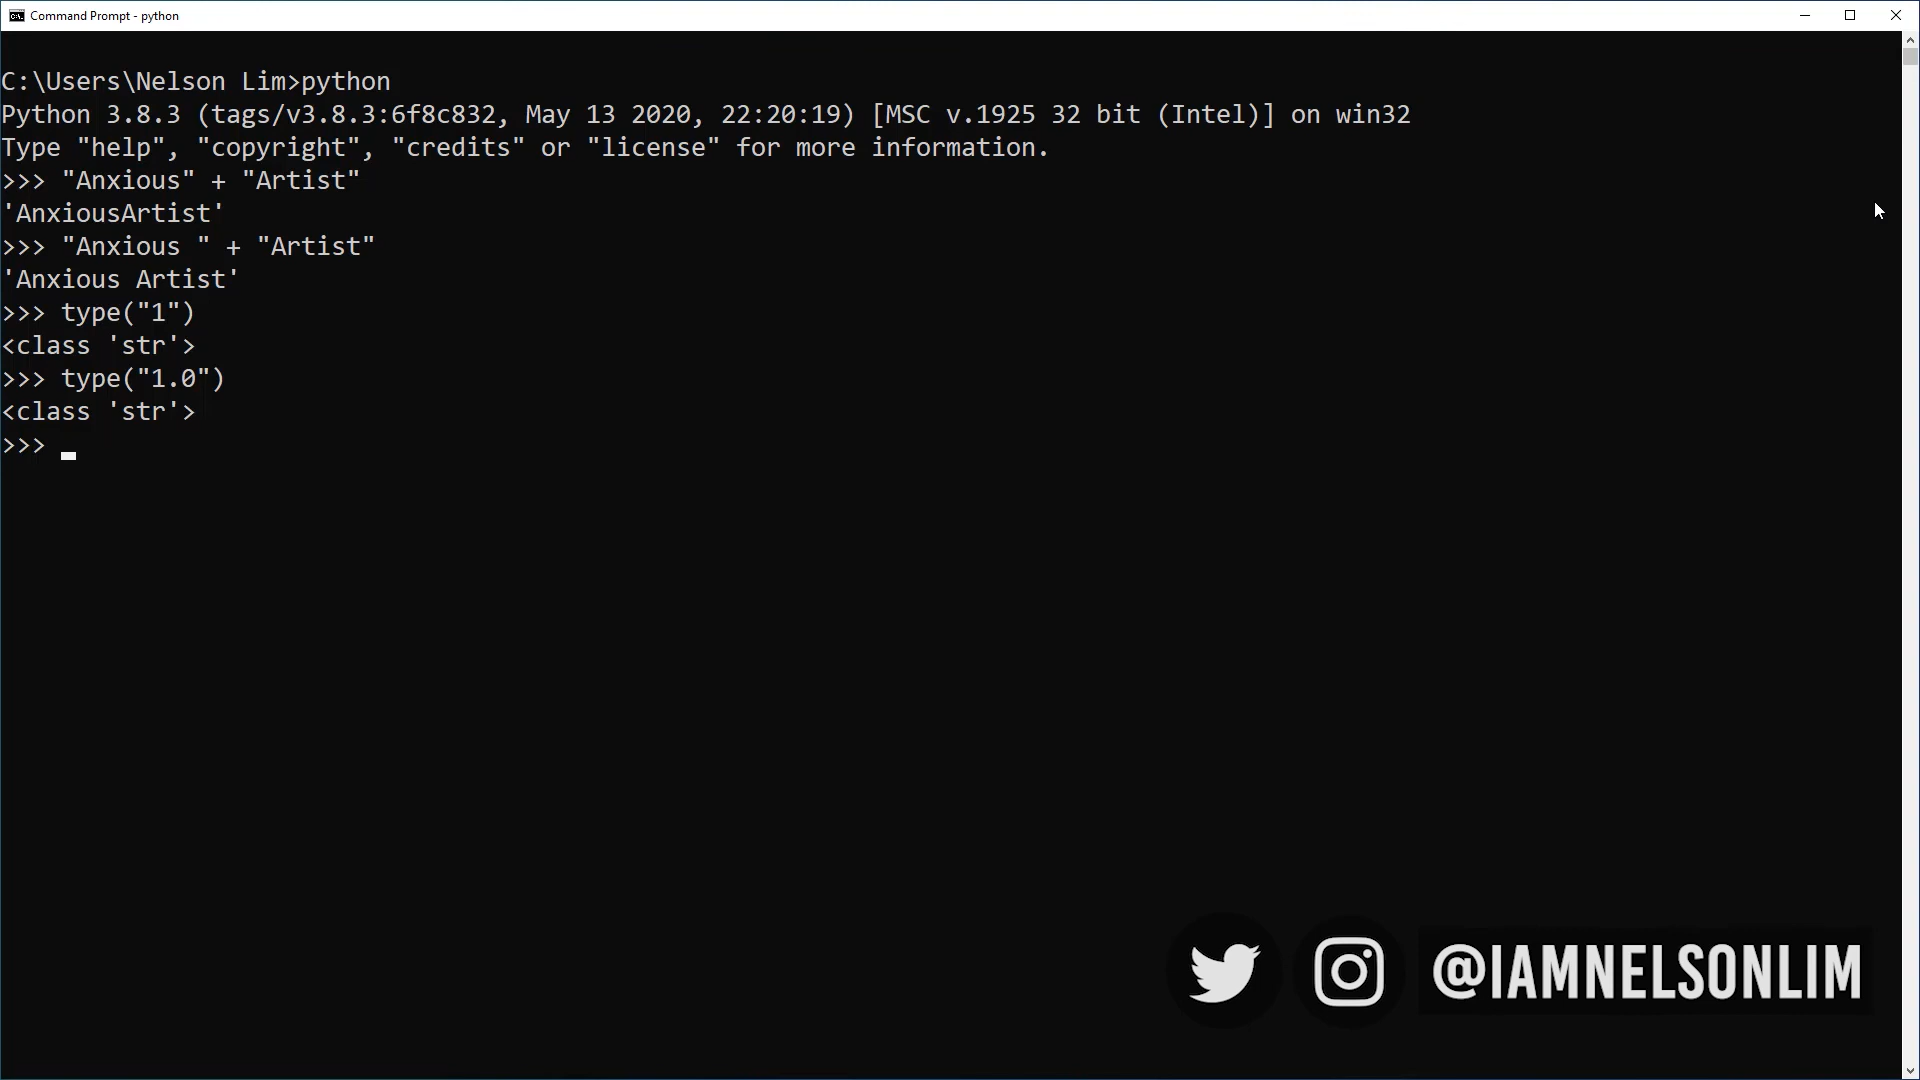 Command Prompt - python
C:\Users\Nelson Lim>python
Python 3.8.3 (tags/v3.8.3:6f8c832, May 13 2020, 22:20:19) [MSC v.1925 32 bit (Intel)] on win32
Type "help", "copyright", "credits" or "license" for more information.
>>> "Anxious" + "Artist"
'AnxiousArtist'
>>> "Anxious " + "Artist"
'Anxious Artist'
>>> type("1")
<class 'str'>
>>> type("1.0")
<class 'str'>
>>>
@IAMNELSONLIM